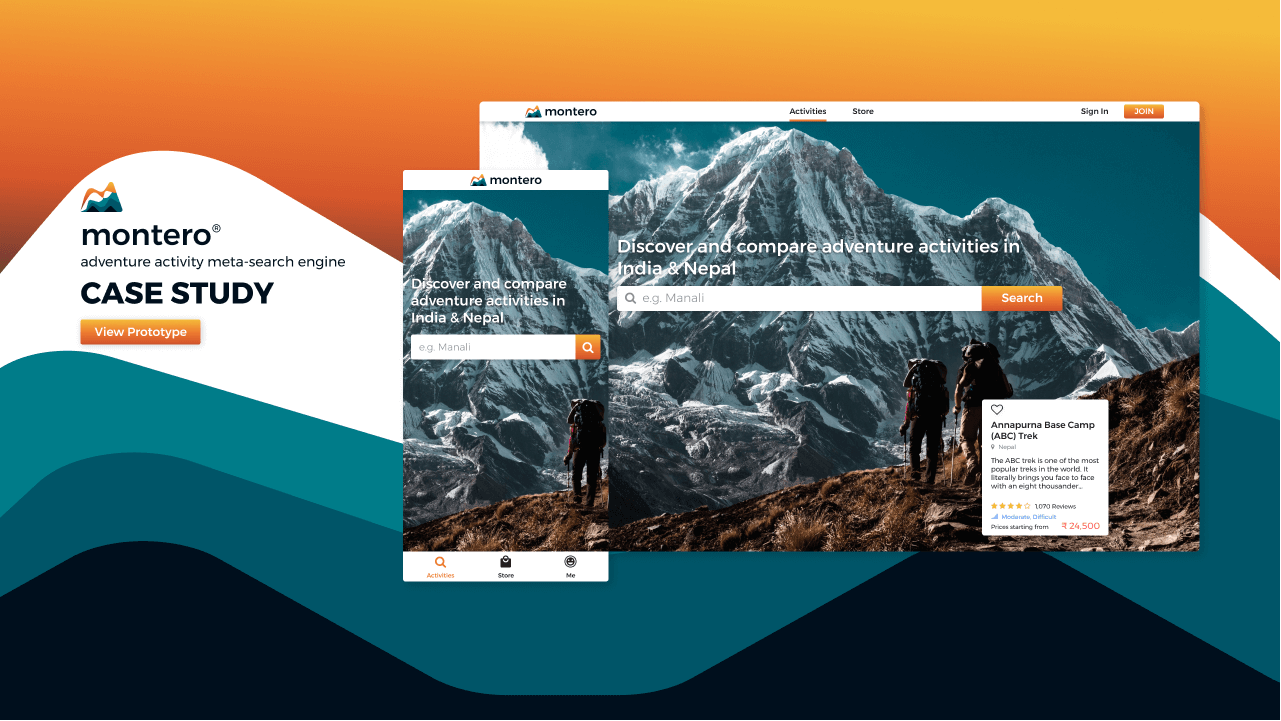 montero®
adventure activity meta-search engine
CASE STUDY
View Prototype
montero
Activities
Store
Sign In
JOIN
Discover and compare adventure activities in
India & Nepal
e.g. Manali
Search
Annapurna Base Camp
(ABC) Trek
Nepal
The ABC trek is one of the most
popular treks in the world. It
literally brings you face to face
with an eight thousander...
1,070 Reviews
Moderate, Difficult
Prices starting from ₹ 24,500
montero
Discover and compare
adventure activities in
India & Nepal
e.g. Manali
Activities
Store
Me